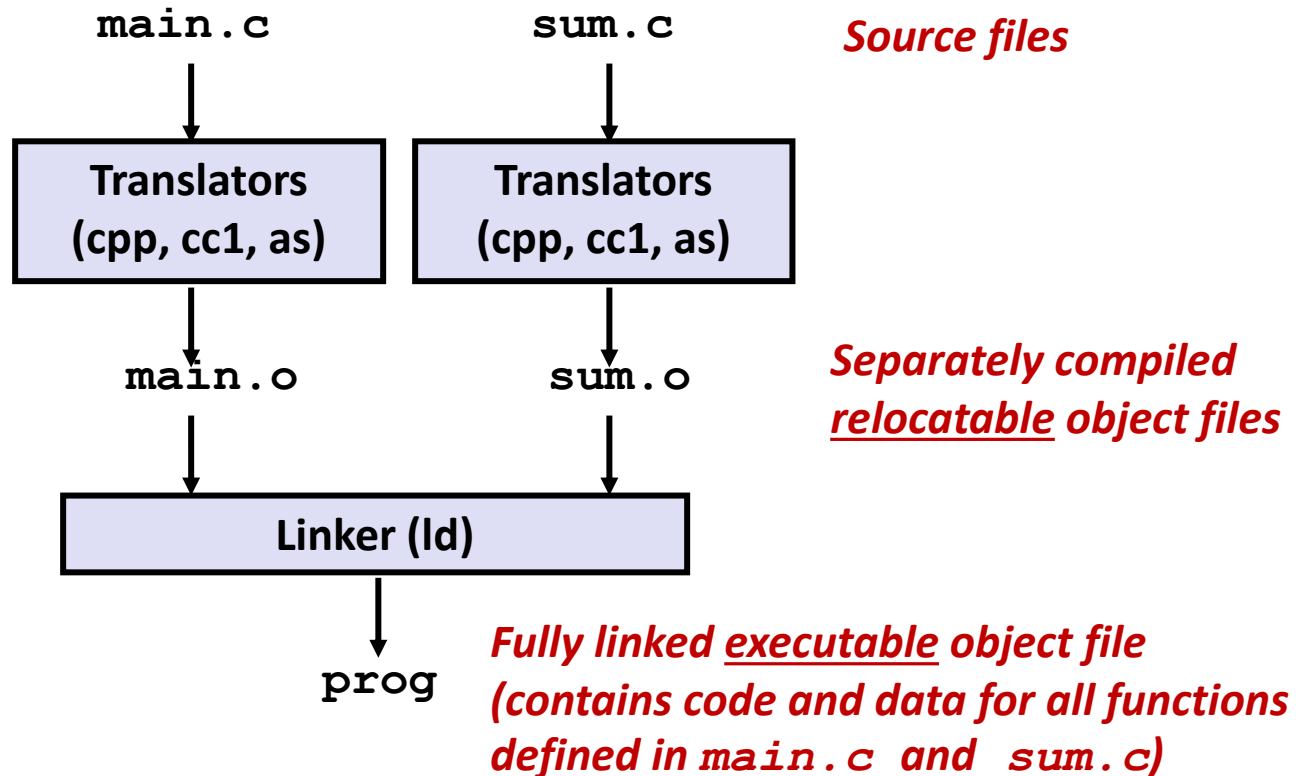 main.c
sum.c
Source files
Translators
(cpp, cc1, as)
Translators
(cpp, cc1, as)
main.o
sum.o
Separately compiled
relocatable object files
Linker (ld)
prog
Fully linked executable object file
(contains code and data for all functions
defined in main.c and sum.c)